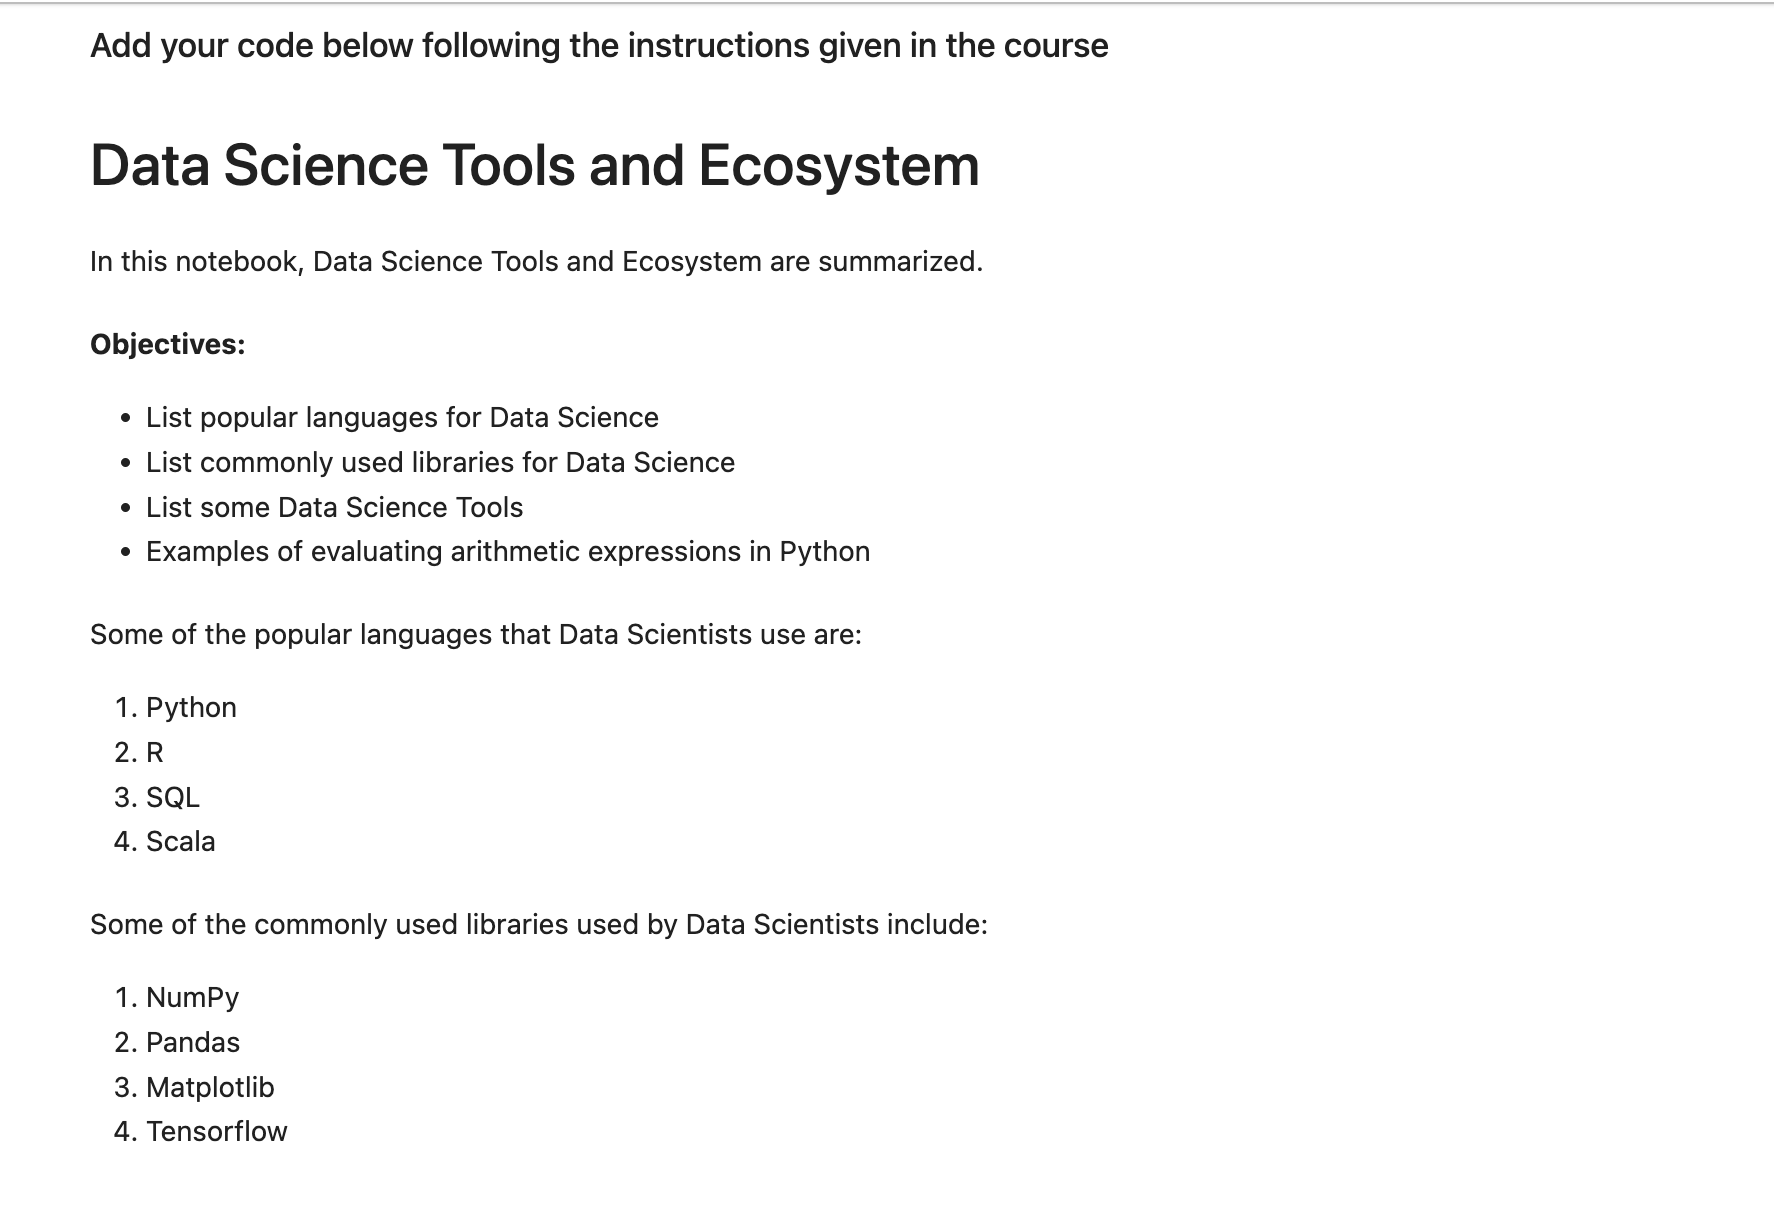 Add your code below following the instructions given in the course
Data Science Tools and Ecosystem
In this notebook, Data Science Tools and Ecosystem are summarized.
Objectives:
• List popular languages for Data Science
• List commonly used libraries for Data Science
• List some Data Science Tools
• Examples of evaluating arithmetic expressions in Python
Some of the popular languages that Data Scientists use are:
1. Python
2. R
3. SQL
4. Scala
Some of the commonly used libraries used by Data Scientists include:
1. NumPy
2. Pandas
3. Matplotlib
4. Tensorflow